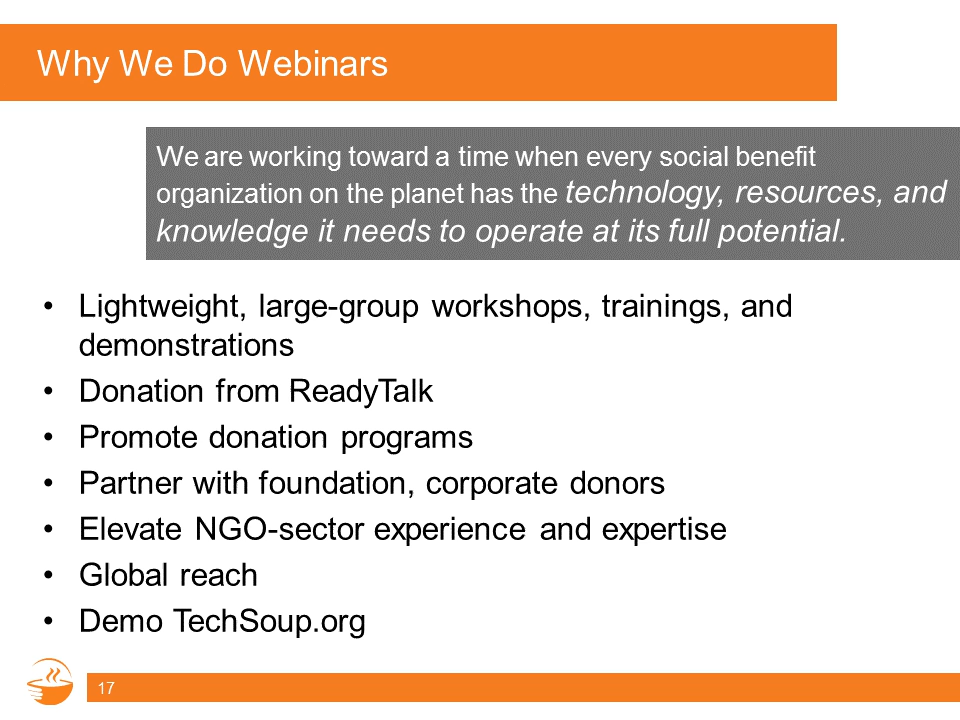 Why We Do Webinars
We are working toward a time when every social benefit
organization on the planet has the technology, resources, and
knowledge it needs to operate at its full potential.
• Lightweight, large-group workshops, trainings, and
demonstrations
• Donation from ReadyTalk
• Promote donation programs
• Partner with foundation, corporate donors
• Elevate NGO-sector experience and expertise
• Global reach
• Demo TechSoup.org
17